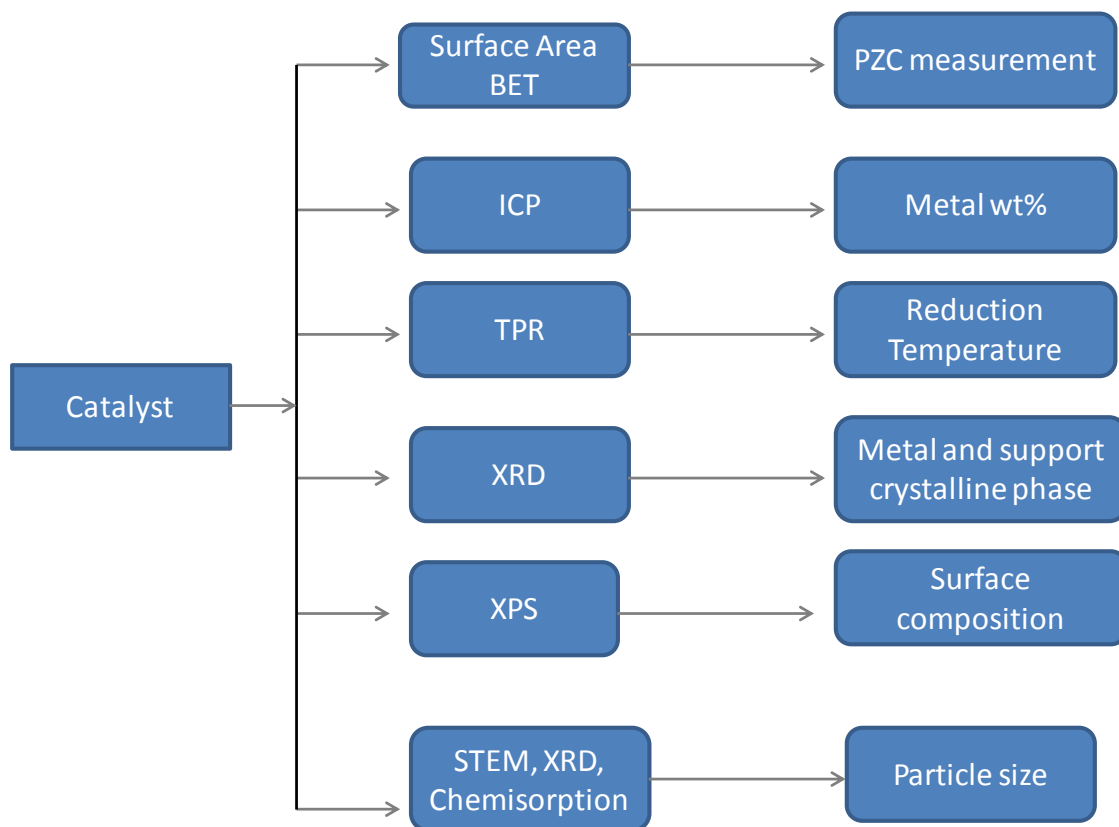 Surface Area
BET
PZC measurement
ICP
Metal wt%
TPR
Reduction
Temperature
Catalyst
XRD
Metal and support
crystalline phase
XPS
Surface
composition
STEM, XRD,
Chemisorption
Particle size